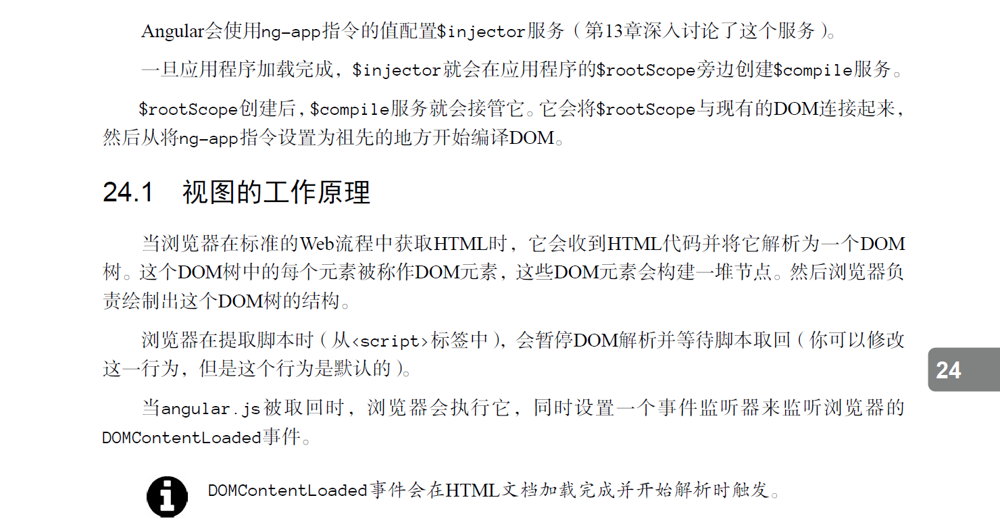 Angular会使用ng-app指令的值配置$injector服务（第13章深入讨论了这个服务）。
一旦应用程序加载完成，$injector就会在应用程序的$rootScope旁边创建$compile服务。
$rootScope创建后，$compile服务就会接管它。它会将$rootScope与现有的DOM连接起来，
然后从将ng-app指令设置为祖先的地方开始编译DOM。
24.1 视图的工作原理
当浏览器在标准的Web流程中获取HTML时，它会收到HTML代码并将它解析为一个DOM
树。这个DOM树中的每个元素被称作DOM元素，这些DOM元素会构建一堆节点。然后浏览器负
责绘制出这个DOM树的结构。
浏览器在提取脚本时（从<script>标签中），会暂停DOM解析并等待脚本取回（你可以修改
这一行为，但是这个行为是默认的）。
24
当angular.js被取回时，浏览器会执行它，同时设置一个事件监听器来监听浏览器的
DOMContentLoaded事件。
DOMContentLoaded事件会在HTML文档加载完成并开始解析时触发。